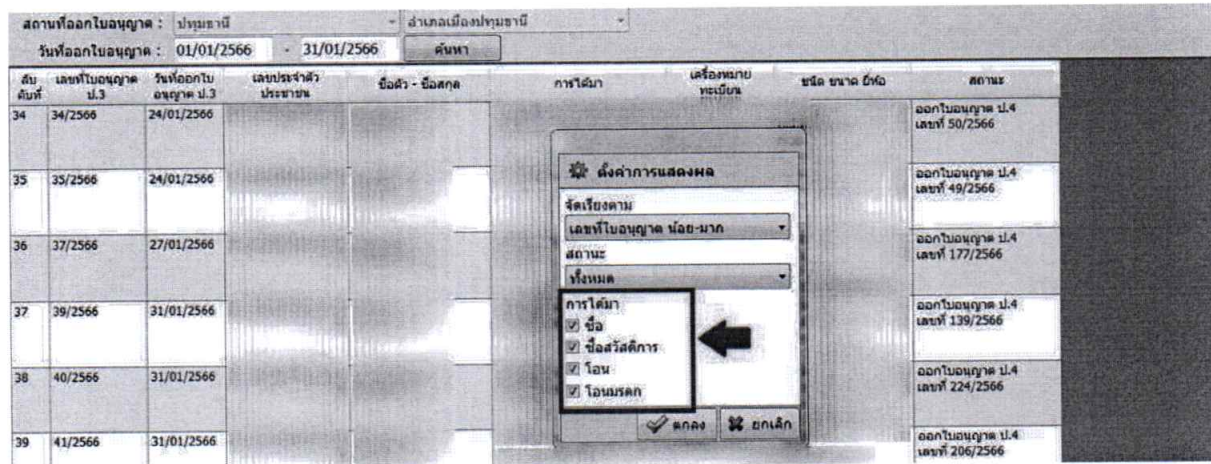 สถานที่ออกใบอนุญาต : ปทุมธานี อำเภอเมืองปทุมธานี
วันที่ออกใบอนุญาต : 01/01/2566 - 31/01/2566 ค้นหา
ลับดับที่ เลขที่ใบอนุญาต ป.3 วันที่ออกใบอนุญาต ป.3 เลขประจำตัวประชาชน ชื่อตัว - ชื่อสกุล การได้มา เครื่องหมายทะเบียน ชนิด ขนาด ยี่ห้อ สถานะ
34 34/2566 24/01/2566 ออกใบอนุญาต ป.4
เลขที่ 50/2566
35 35/2566 24/01/2566 ออกใบอนุญาต ป.4
เลขที่ 49/2566
36 37/2566 27/01/2566 ออกใบอนุญาต ป.4
เลขที่ 177/2566
37 39/2566 31/01/2566 ออกใบอนุญาต ป.4
เลขที่ 139/2566
38 40/2566 31/01/2566 ออกใบอนุญาต ป.4
เลขที่ 224/2566
39 41/2566 31/01/2566 ออกใบอนุญาต ป.4
เลขที่ 206/2566
ตั้งค่าการแสดงผล
จัดเรียงตาม
เลขที่ใบอนุญาต น้อย-มาก
สถานะ
ทั้งหมด
การได้มา
ซื้อ
ซื้อสวัสดิการ
โอน
โอนมรดก
ตกลง ยกเลิก